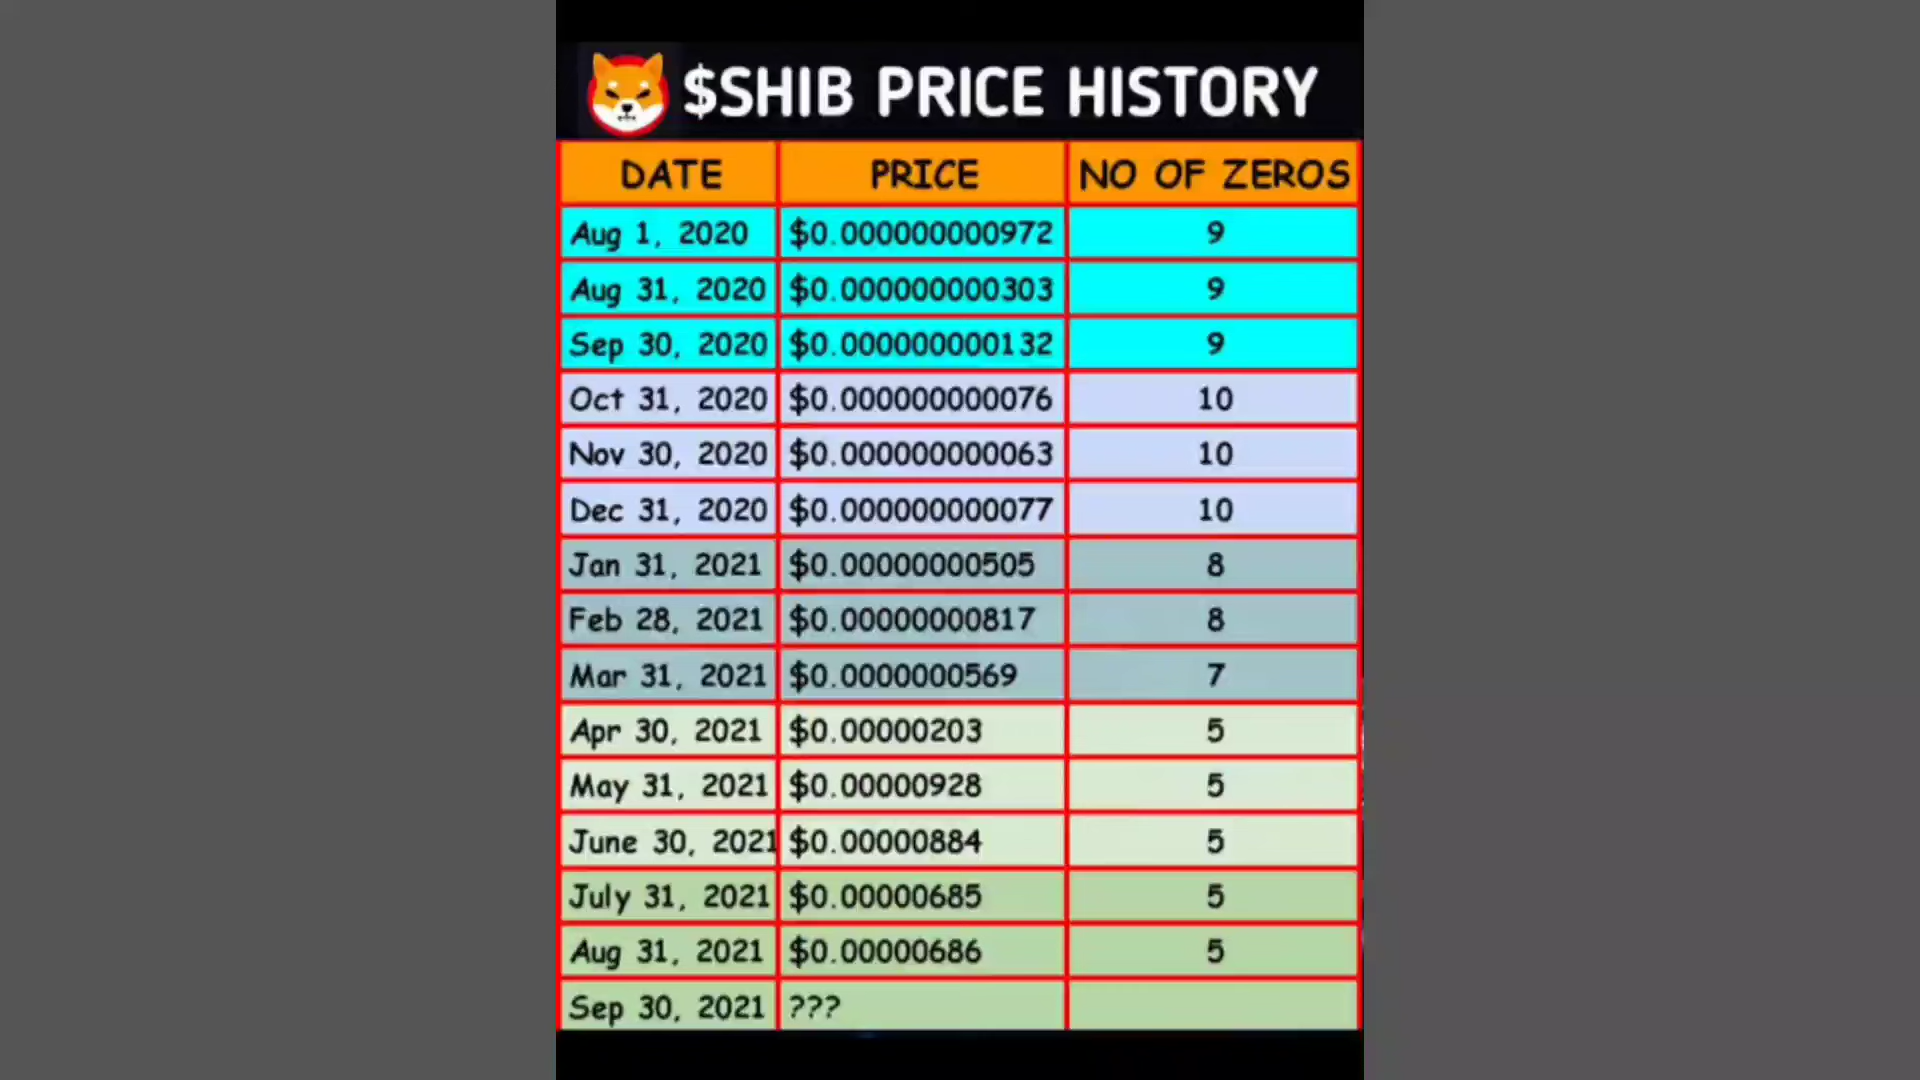 $SHIB PRICE HISTORY
DATE PRICE NO OF ZEROS
Aug 1, 2020 $0.000000000972 9
Aug 31, 2020 $0.000000000303 9
Sep 30, 2020 $0.000000000132 9
Oct 31, 2020 $0.000000000076 10
Nov 30, 2020 $0.000000000063 10
Dec 31, 2020 $0.000000000077 10
Jan 31, 2021 $0.00000000505 8
Feb 28, 2021 $0.00000000817 8
Mar 31, 2021 $0.0000000569 7
Apr 30, 2021 $0.00000203 5
May 31, 2021 $0.00000928 5
June 30, 2021 $0.00000884 5
July 31, 2021 $0.00000685 5
Aug 31, 2021 $0.00000686 5
Sep 30, 2021 ???